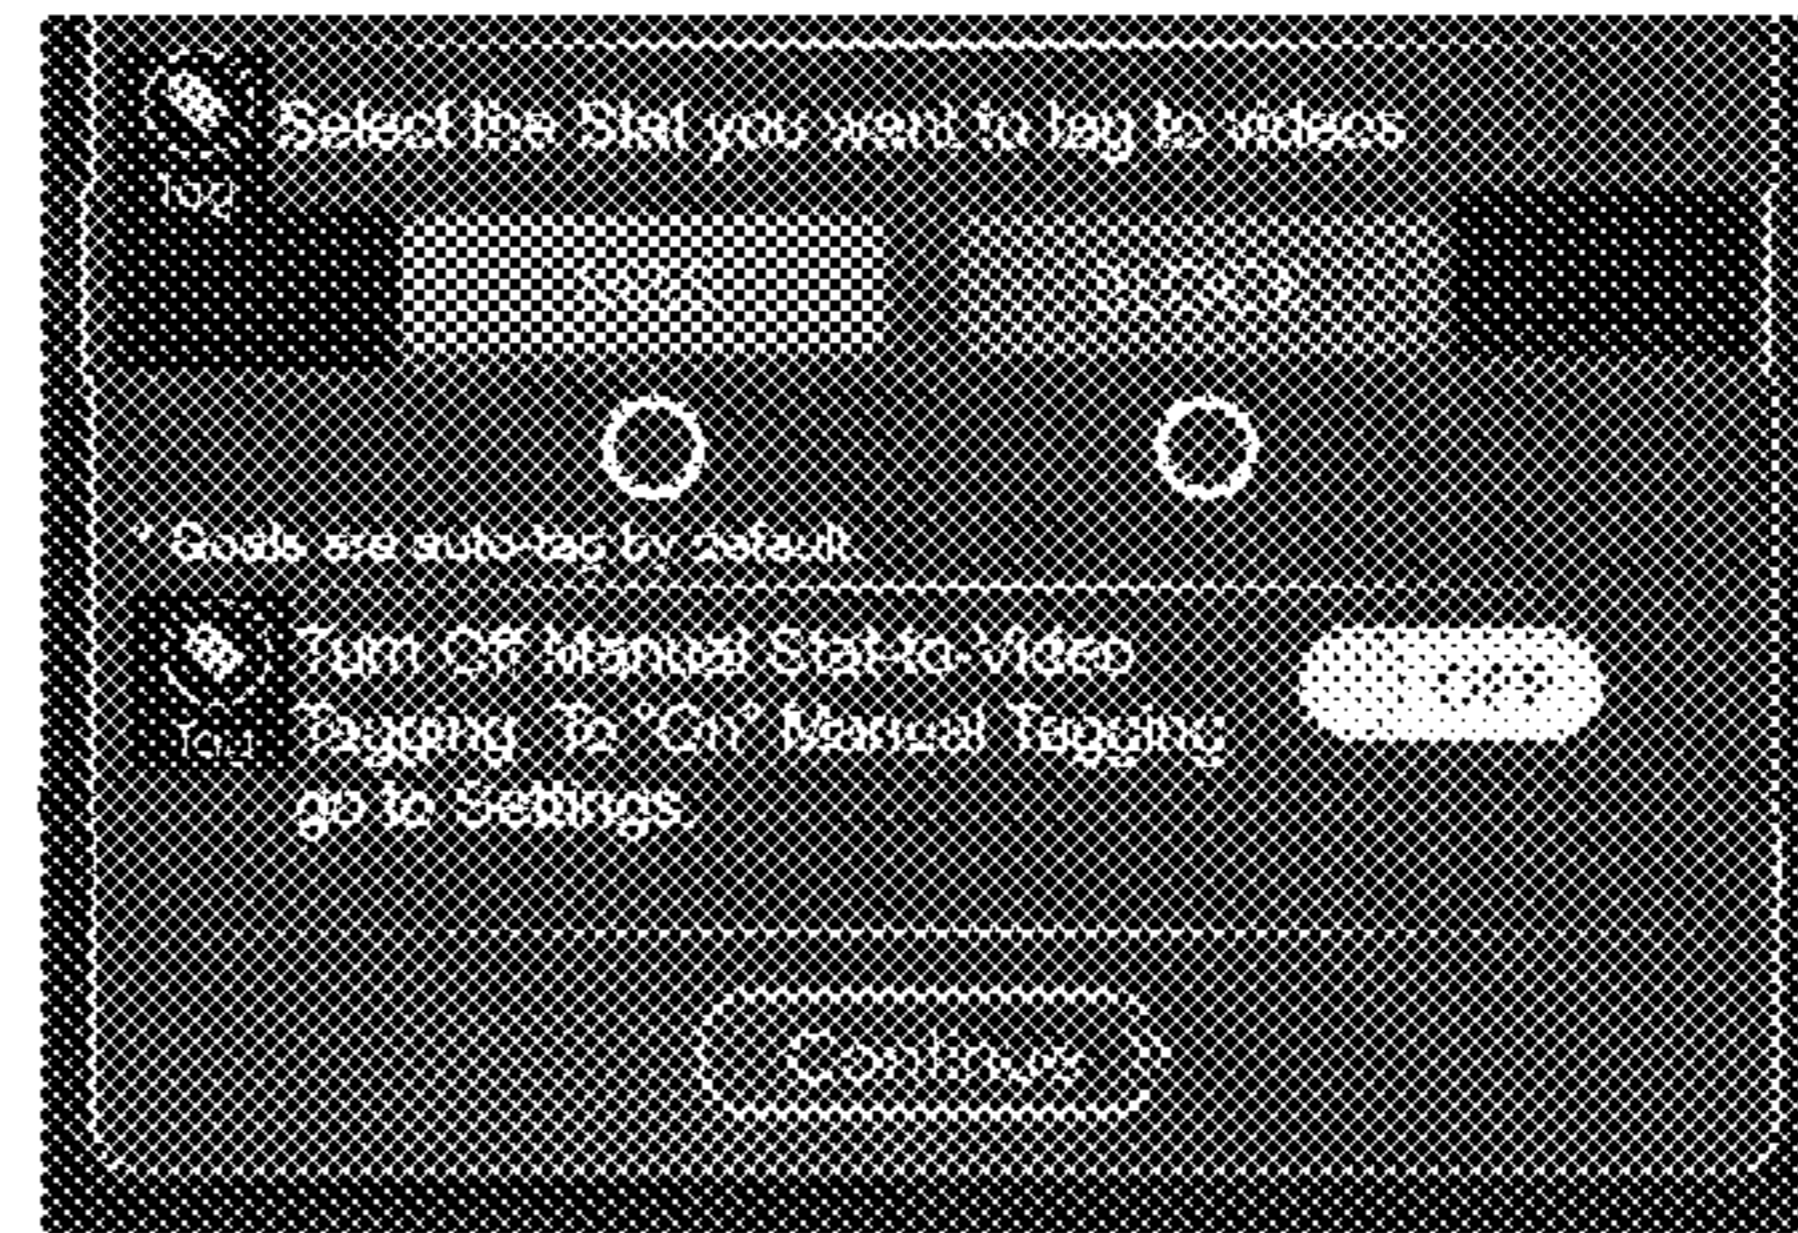 Tag
Select the Stat you want to tag to videos
* Goals are auto-tag by default.
Tag
Turn Off Manual Stat-to-Video
Tagging. To "On" Manual Tagging
go to Settings.
Continue